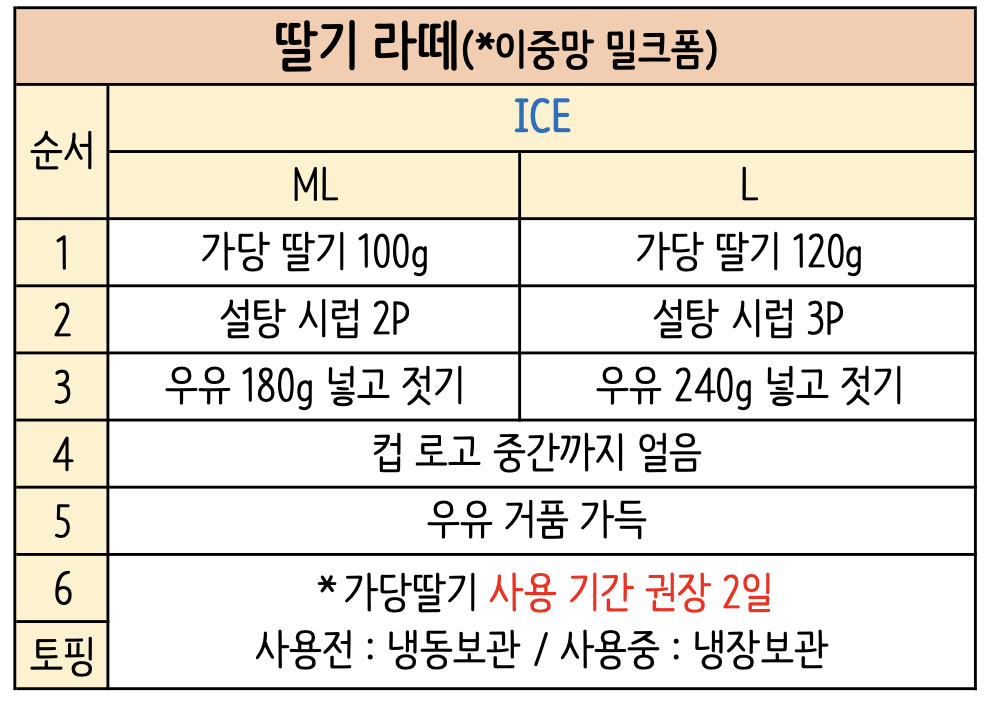 딸기 라떼(*이중망 밀크폼)
순서
ICE
ML L
1 가당 딸기 100g 가당 딸기 120g
2 설탕 시럽 2P 설탕 시럽 3P
3 우유 180g 넣고 젓기 우유 240g 넣고 젓기
4 컵 로고 중간까지 얼음
5 우유 거품 가득
6 *가당딸기 사용 기간 권장 2일
토핑 사용전 : 냉동보관 / 사용중 : 냉장보관